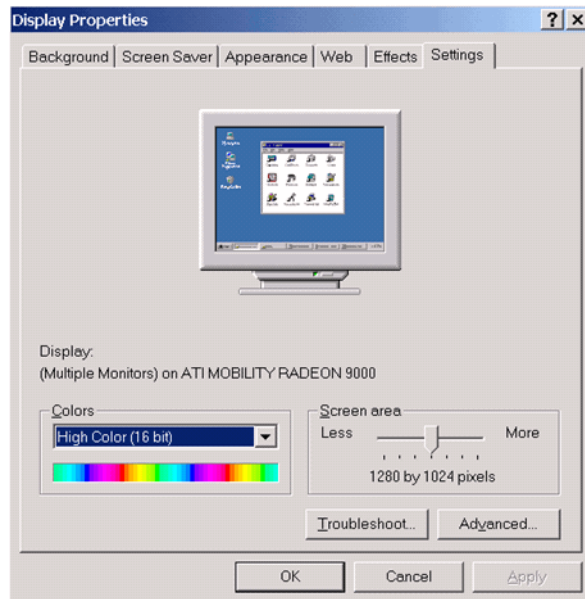 Display Properties
Background Screen Saver Appearance Web Effects Settings
Display:
(Multiple Monitors) on ATI MOBILITY RADEON 9000
Colors
High Color (16 bit)
Screen area
Less More
1280 by 1024 pixels
Troubleshoot... Advanced...
OK Cancel Apply